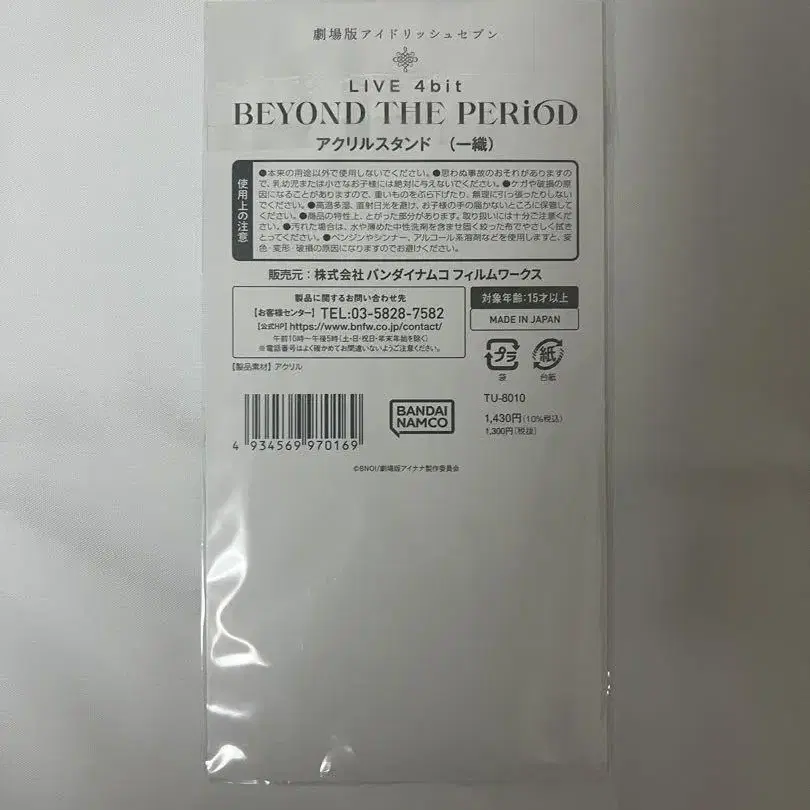 劇場版アイドリッシュセブン
LIVE 4bit
BEYOND THE PERiOD
アクリルスタンド （一織）
使用上の注意
●本来の用途以外で使用しないでください。●思わぬ事故のおそれがありますの
で、乳幼児または小さなお子様には絶対に与えないでください。●ケガや破損の原
因になることがありますので、重いものをぶら下げたり、無理に引っ張ったりしない
でください。●高温多湿、直射日光を避け、お子様の手の届かないところに保管して
ください。●商品の特性上、とがった部分があります。取り扱いには十分ご注意くだ
さい。●汚れた場合は、水や薄めた中性洗剤を含ませ固く絞った布でやさしく拭き
とってください。●ベンジンやシンナー、アルコール系溶剤などを使用しますと、変
色・変形・破損の原因になりますのでお避けください。
販売元：株式会社 バンダイナムコ フィルムワークス
製品に関するお問い合わせ先
【お客様センター】 TEL:03-5828-7582
【公式HP】https://www.bnfw.co.jp/contact/
午前10時〜午後5時（土・日・祝日・年末年始を除く）
※電話番号はよく確かめてお間違いないようご注意ください。
対象年齢：15才以上
MADE IN JAPAN
プラ
袋
紙
台紙
【製品素材】アクリル
TU-8010
1,430円（10%税込）
1,300円（税抜）
BANDAI
NAMCO
4 934569 970169
©BNOI/劇場版アイナナ製作委員会